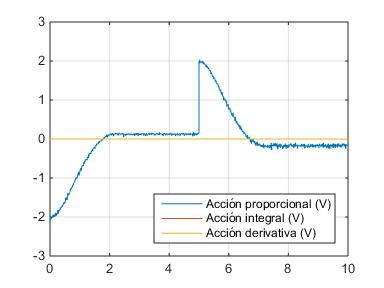 3
2
1
0
-1
-2
-3
Acción proporcional (V)
Acción integral (V)
Acción derivativa (V)
0 2 4 6 8 10